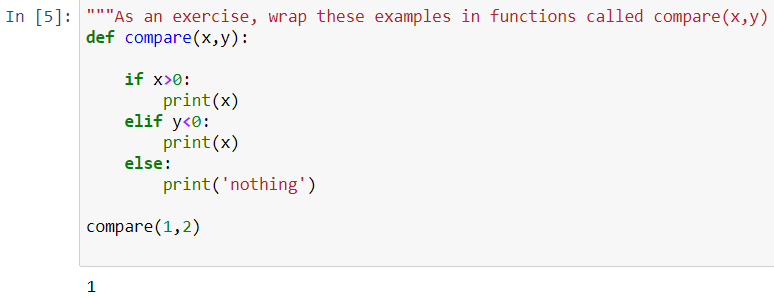 In [5]: """As an exercise, wrap these examples in functions called compare(x,y)
def compare(x,y):
if x>0:
print(x)
elif y<0:
print(x)
else:
print('nothing')
compare(1,2)
1